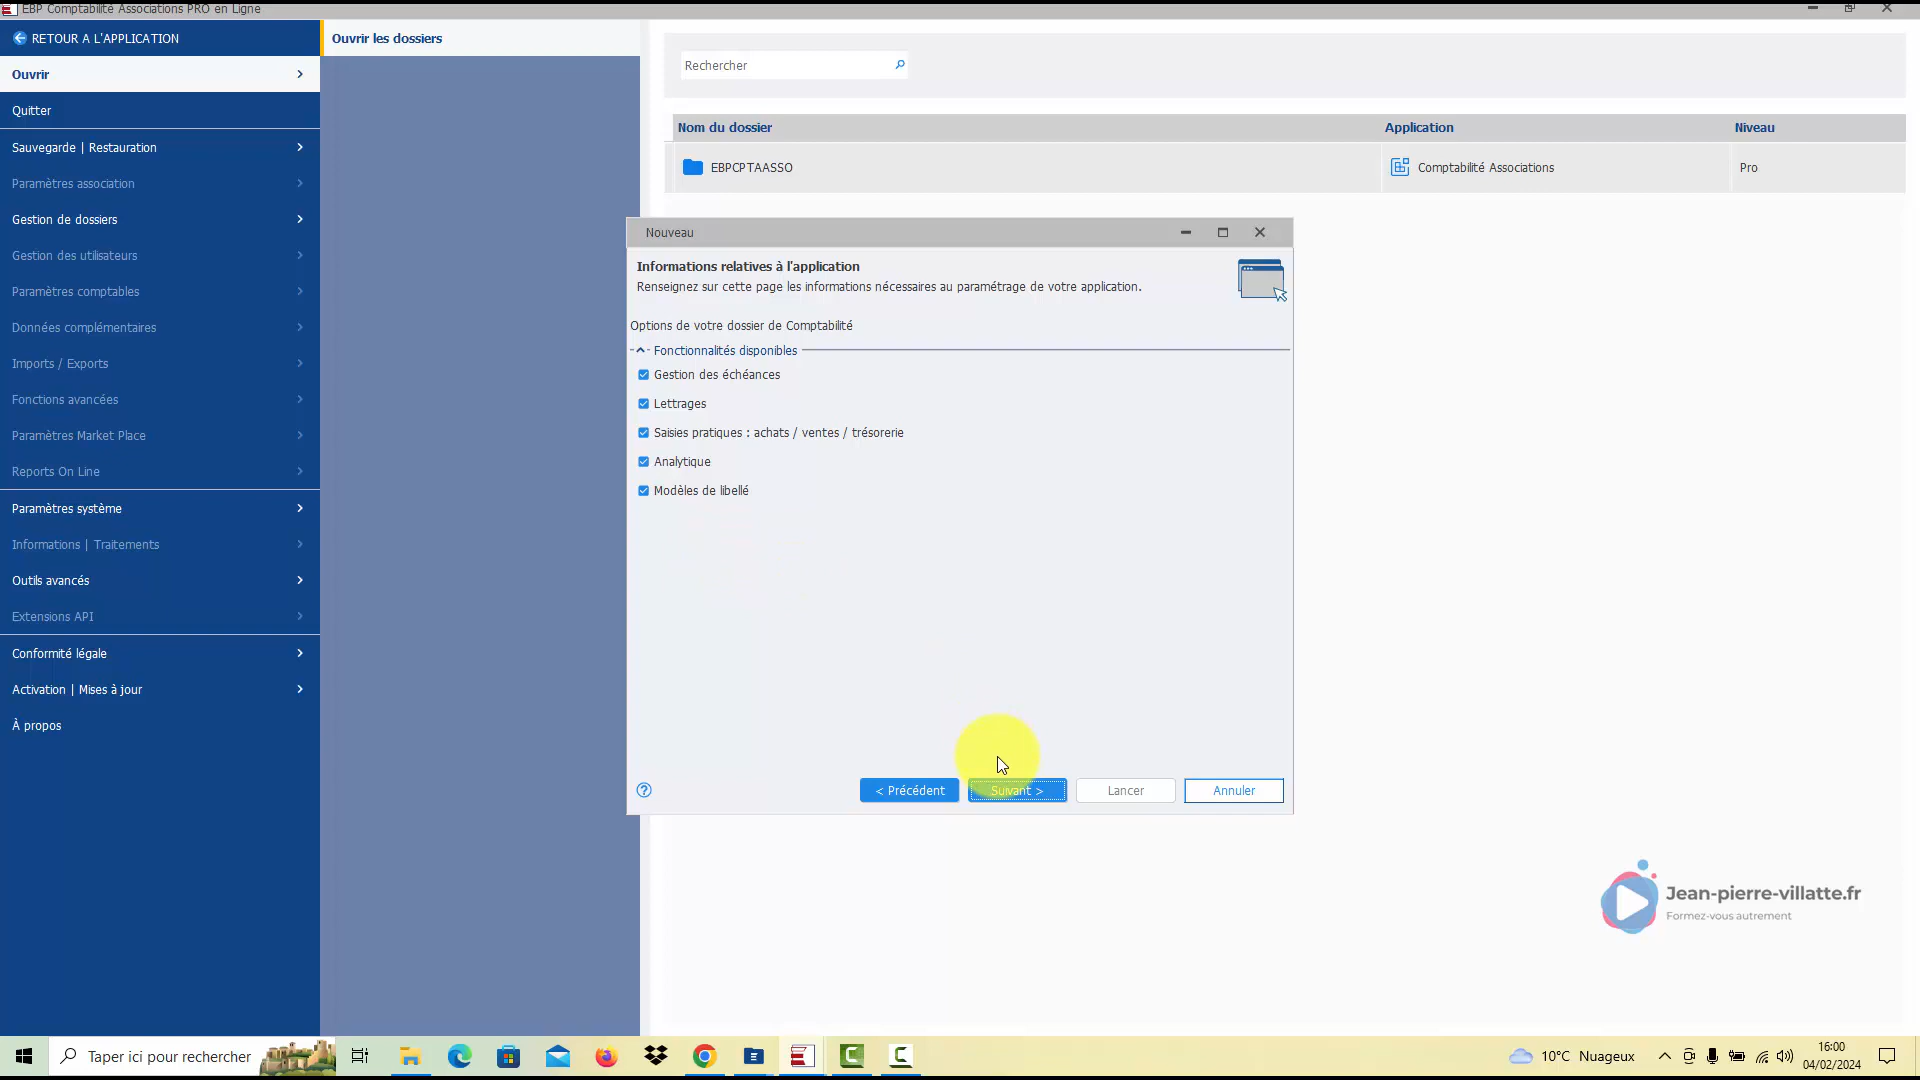 EBP Comptabilité Associations PRO en Ligne
RETOUR A L'APPLICATION
Ouvrir
Quitter
Sauvegarde | Restauration
Paramètres association
Gestion de dossiers
Gestion des utilisateurs
Paramètres comptables
Données complémentaires
Imports / Exports
Fonctions avancées
Paramètres Market Place
Reports On Line
Paramètres système
Informations | Traitements
Outils avancés
Extensions API
Conformité légale
Activation | Mises à jour
À propos
Ouvrir les dossiers
Rechercher
Nom du dossier Application Niveau
EBPCPTAASSO Comptabilité Associations Pro
Nouveau
Informations relatives à l'application
Renseignez sur cette page les informations nécessaires au paramétrage de votre application.
Options de votre dossier de Comptabilité
Fonctionnalités disponibles
Gestion des échéances
Lettrages
Saisies pratiques : achats / ventes / trésorerie
Analytique
Modèles de libellé
< Précédent Suivant > Lancer Annuler
Jean-pierre-villatte.fr
Formez-vous autrement
Taper ici pour rechercher
10°C Nuageux
16:00
04/02/2024